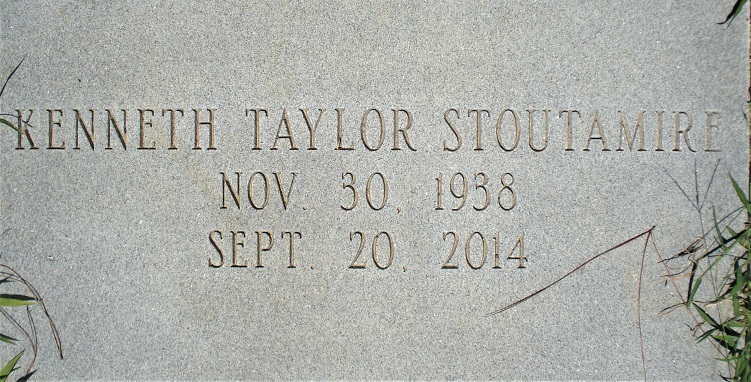 KENNETH TAYLOR STOUTAMIRE
NOV. 30, 1938
SEPT. 20, 2014